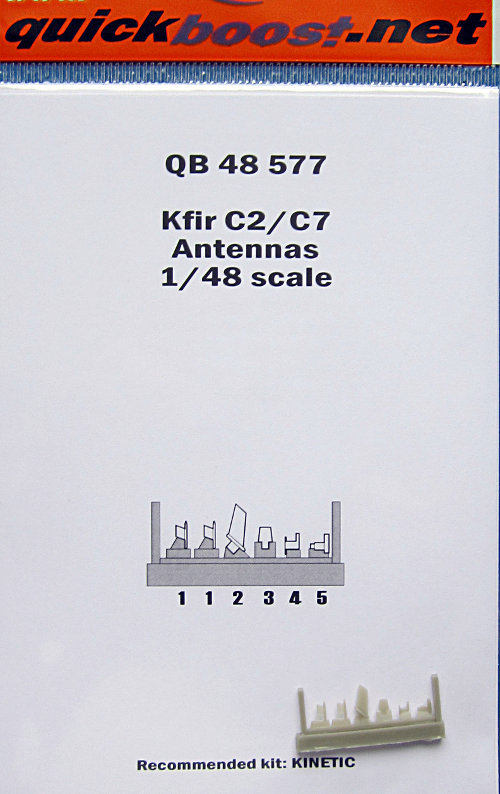 quickboost.net
QB 48 577
Kfir C2/C7
Antennas
1/48 scale
1 1 2 3 4 5
Recommended kit: KINETIC